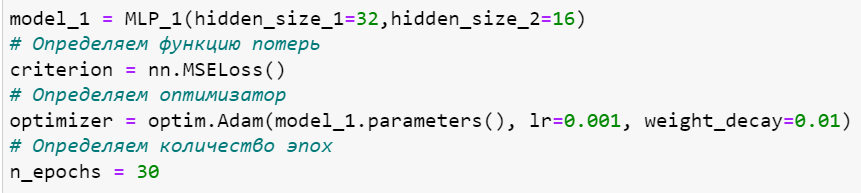 model_1 = MLP_1(hidden_size_1=32,hidden_size_2=16)
# Определяем функцию потерь
criterion = nn.MSELoss()
# Определяем оптимизатор
optimizer = optim.Adam(model_1.parameters(), lr=0.001, weight_decay=0.01)
# Определяем количество эпох
n_epochs = 30